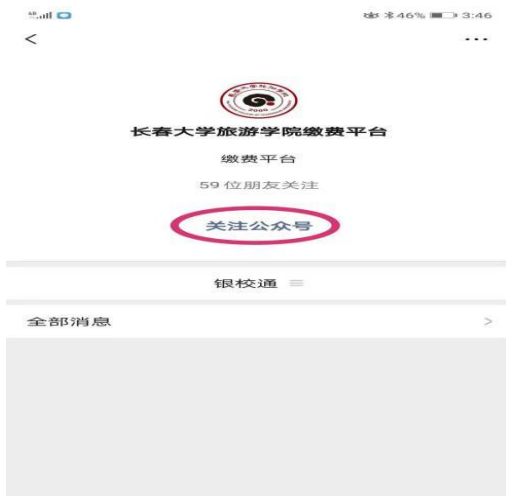 46% 3:46
长春大学旅游学院缴费平台
缴费平台
59 位朋友关注
关注公众号
银校通
全部消息